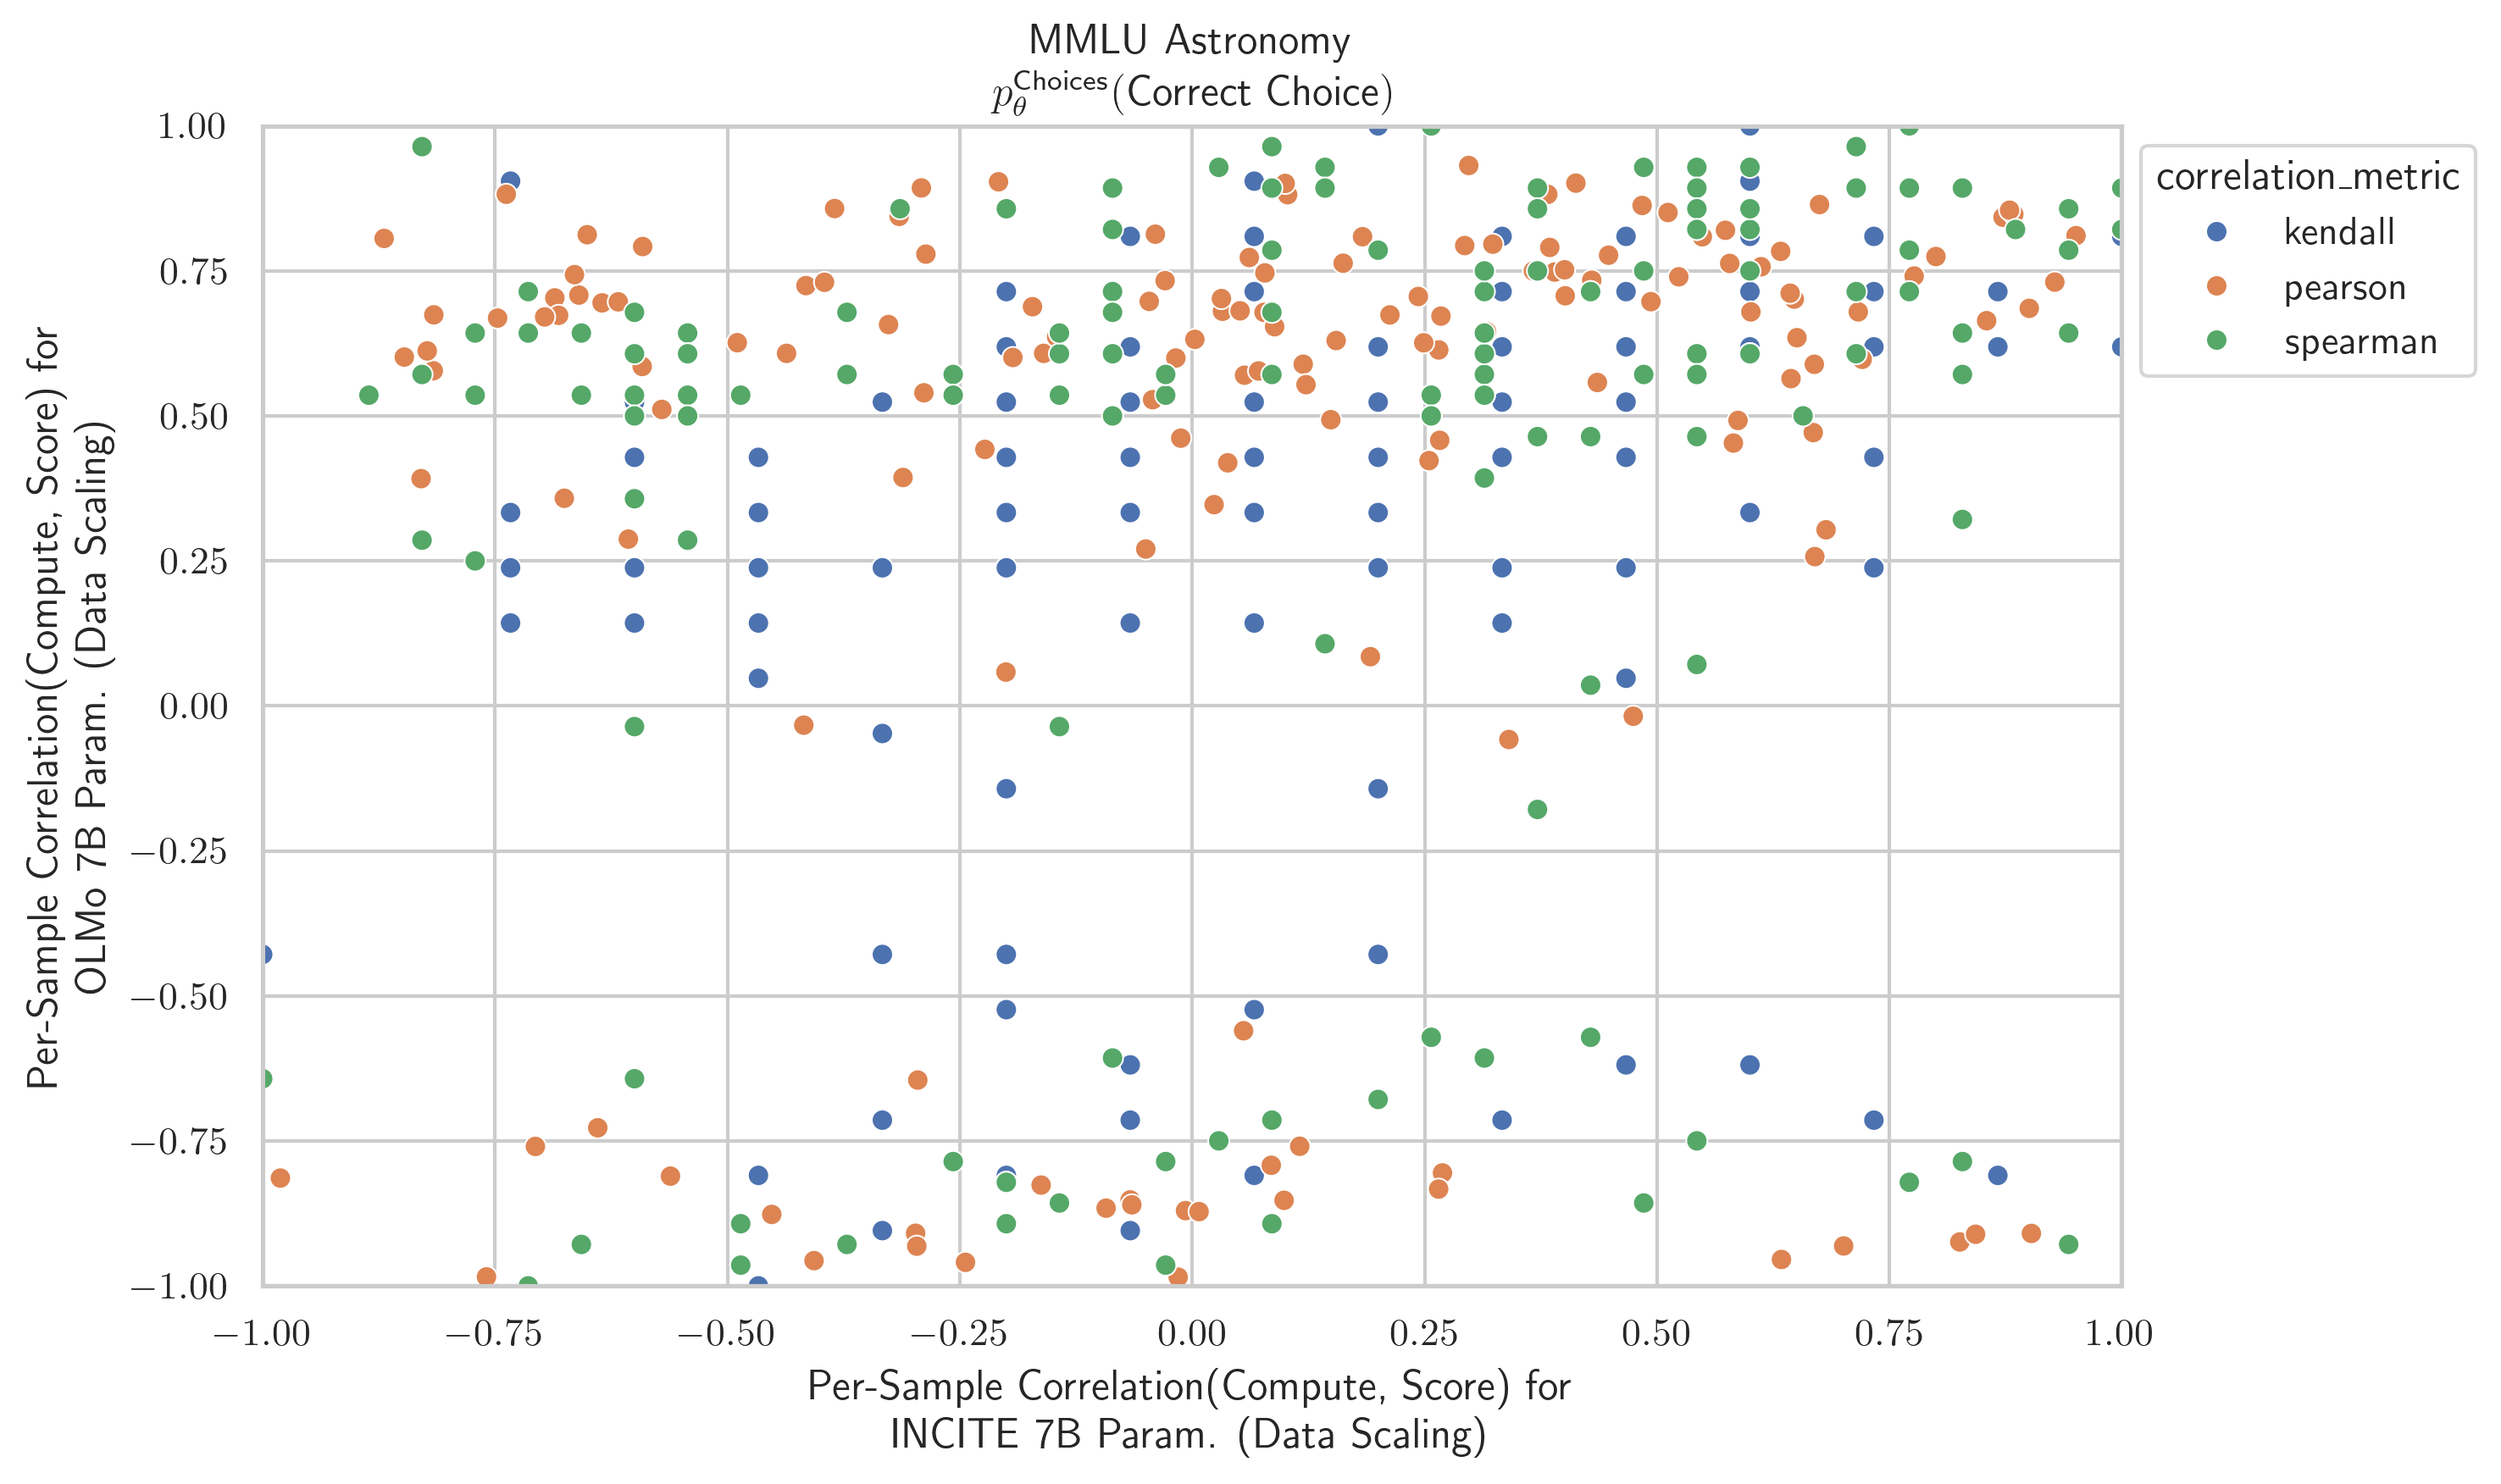 MMLU Astronomy
pθ^Choices(Correct Choice)
1.00
0.75
0.50
0.25
0.00
−0.25
−0.50
−0.75
−1.00
Per-Sample Correlation(Compute, Score) for
OLMo 7B Param. (Data Scaling)
correlation_metric
kendall
pearson
spearman
−1.00 −0.75 −0.50 −0.25 0.00 0.25 0.50 0.75 1.00
Per-Sample Correlation(Compute, Score) for
INCITE 7B Param. (Data Scaling)